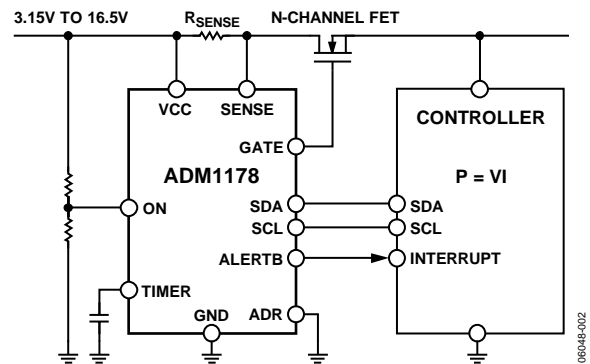 3.15V TO 16.5V
RSENSE
N-CHANNEL FET
VCC
SENSE
CONTROLLER
GATE
ADM1178
P = VI
ON
SDA
SDA
SCL
SCL
ALERTB
INTERRUPT
TIMER
GND
ADR
06048-002